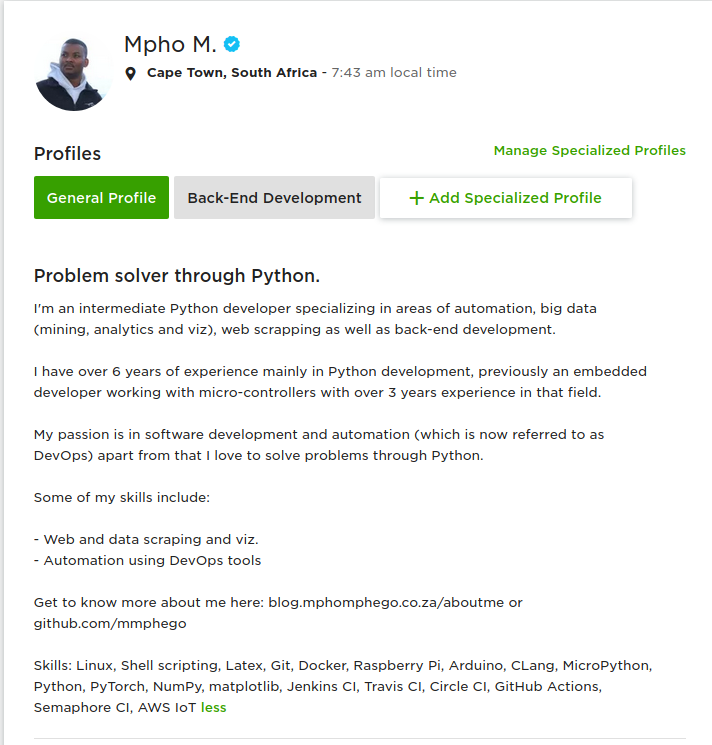 Mpho M.
Cape Town, South Africa - 7:43 am local time
Profiles
Manage Specialized Profiles
General Profile
Back-End Development
+ Add Specialized Profile
Problem solver through Python.
I'm an intermediate Python developer specializing in areas of automation, big data
(mining, analytics and viz), web scrapping as well as back-end development.
I have over 6 years of experience mainly in Python development, previously an embedded
developer working with micro-controllers with over 3 years experience in that field.
My passion is in software development and automation (which is now referred to as
DevOps) apart from that I love to solve problems through Python.
Some of my skills include:
- Web and data scraping and viz.
- Automation using DevOps tools
Get to know more about me here: blog.mphomphego.co.za/aboutme or
github.com/mmphego
Skills: Linux, Shell scripting, Latex, Git, Docker, Raspberry Pi, Arduino, CLang, MicroPython,
Python, PyTorch, NumPy, matplotlib, Jenkins CI, Travis CI, Circle CI, GitHub Actions,
Semaphore CI, AWS IoT less